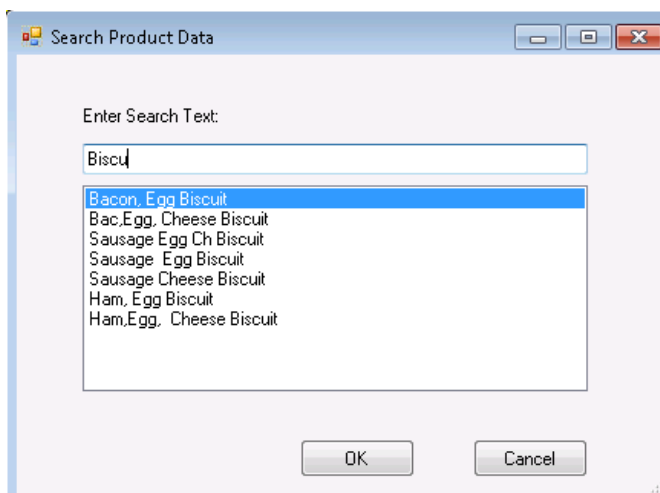 Search Product Data
Enter Search Text:
Biscu
Bacon, Egg Biscuit
Bac,Egg, Cheese Biscuit
Sausage Egg Ch Biscuit
Sausage  Egg Biscuit
Sausage Cheese Biscuit
Ham, Egg Biscuit
Ham,Egg,  Cheese Biscuit
OK Cancel